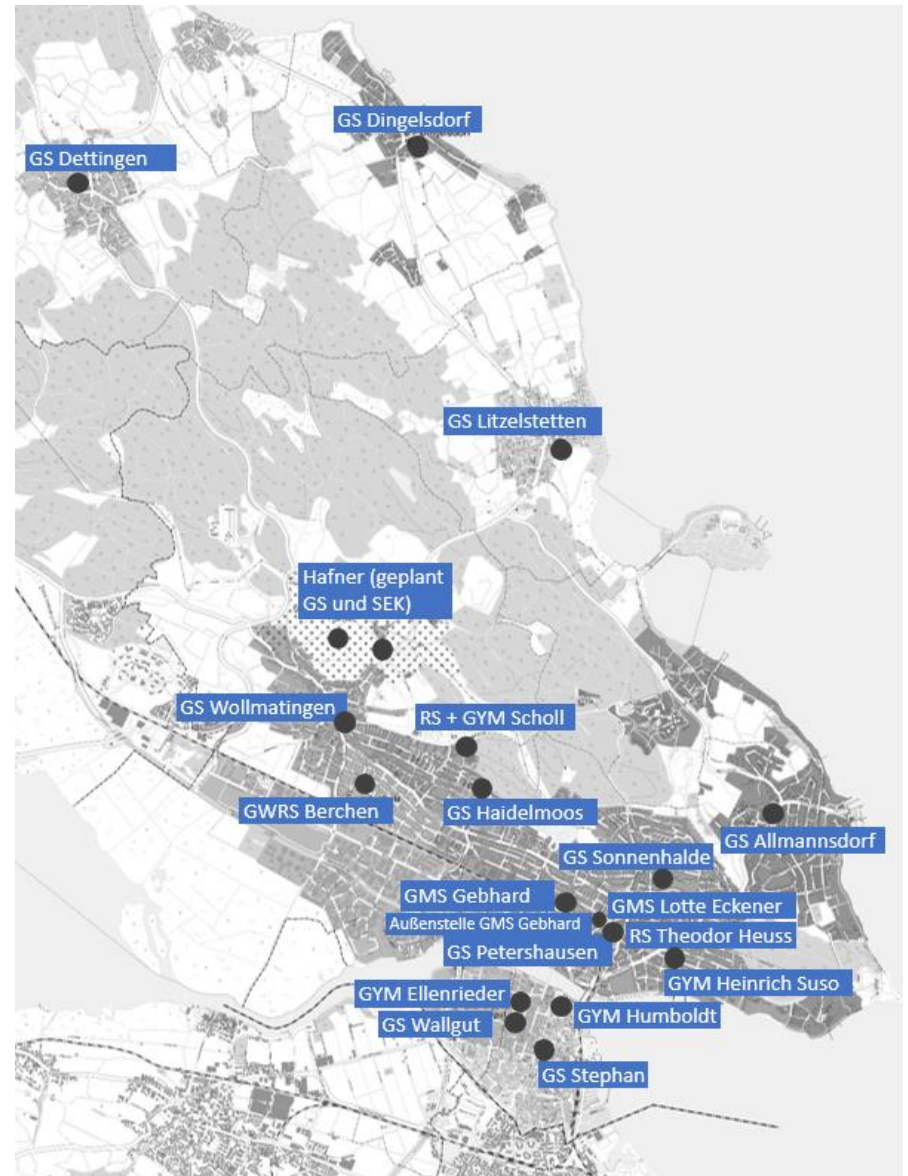 GS Dingelsdorf
GS Dettingen
GS Litzelstetten
Hafner (geplant
GS und SEK)
GS Wollmatingen
RS + GYM Scholl
GWRS Berchen
GS Haidelmoos
GS Allmannsdorf
GS Sonnenhalde
GMS Gebhard
GMS Lotte Eckener
Außenstelle GMS Gebhard
RS Theodor Heuss
GS Petershausen
GYM Heinrich Suso
GYM Ellenrieder
GYM Humboldt
GS Wallgut
GS Stephan